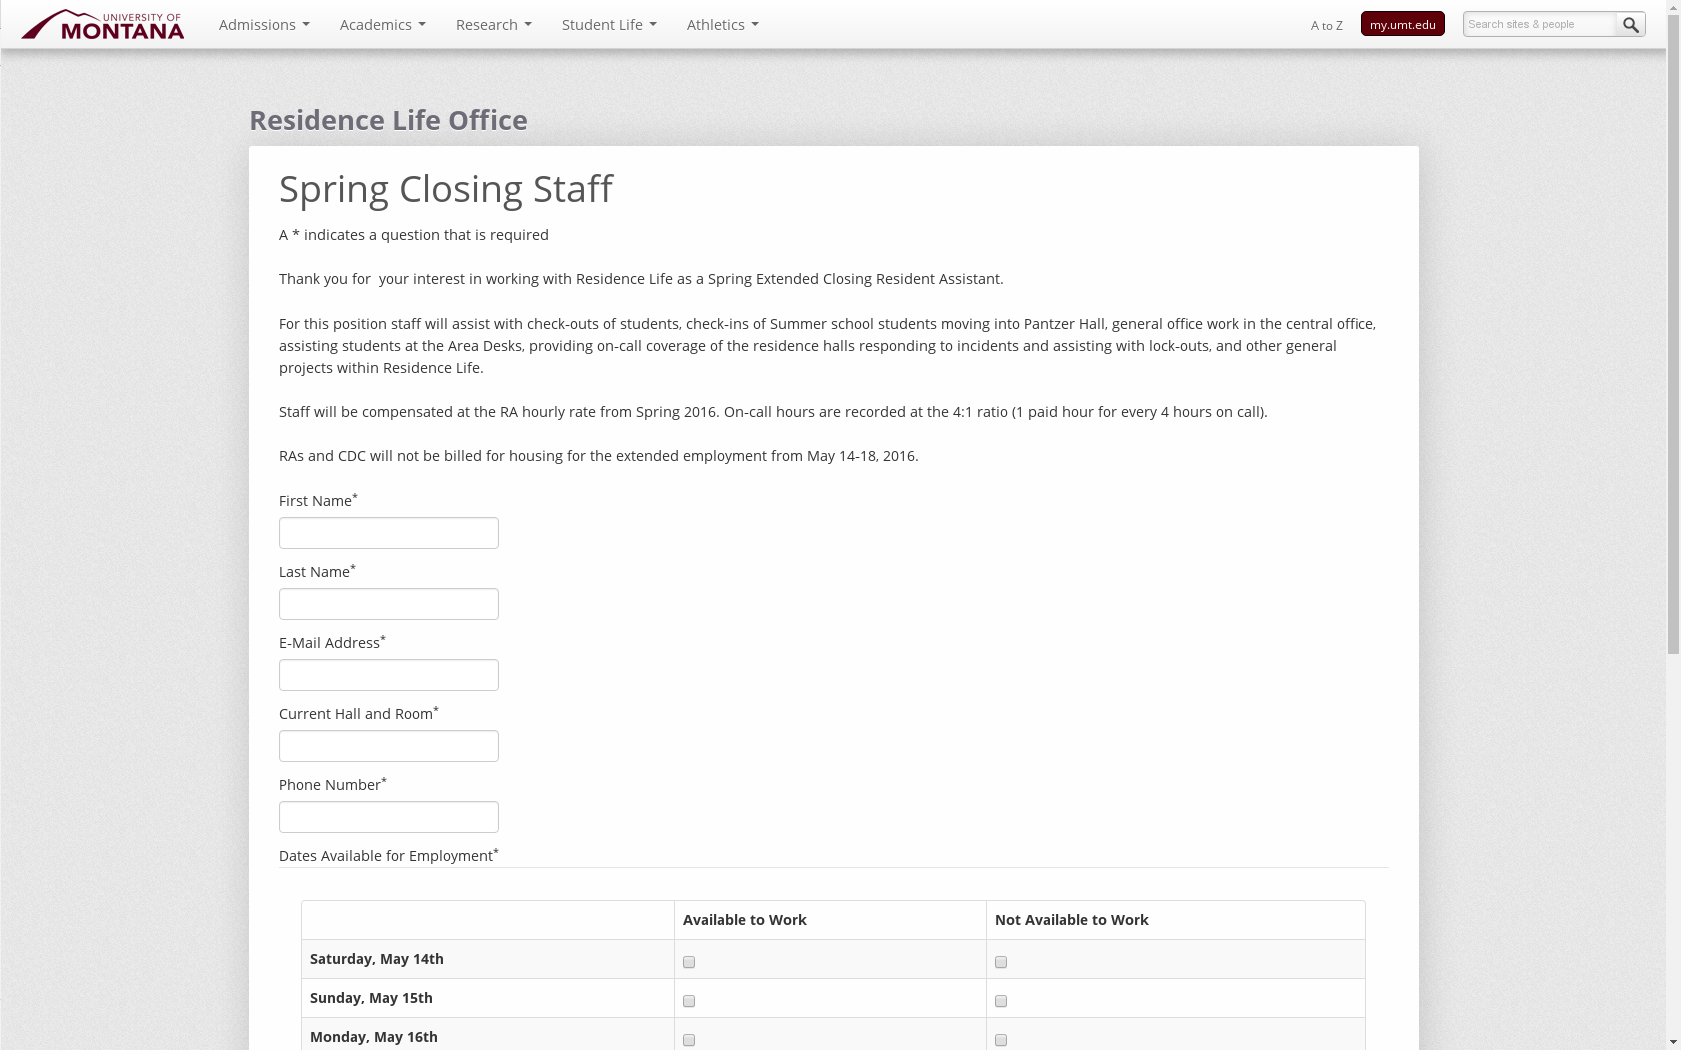 UNIVERSITY OF
MONTANA
Admissions
Academics
Research
Student Life
Athletics
A to Z
my.umt.edu
Search sites & people
Residence Life Office
Spring Closing Staff
A * indicates a question that is required
Thank you for  your interest in working with Residence Life as a Spring Extended Closing Resident Assistant.
For this position staff will assist with check-outs of students, check-ins of Summer school students moving into Pantzer Hall, general office work in the central office,
assisting students at the Area Desks, providing on-call coverage of the residence halls responding to incidents and assisting with lock-outs, and other general
projects within Residence Life.
Staff will be compensated at the RA hourly rate from Spring 2016. On-call hours are recorded at the 4:1 ratio (1 paid hour for every 4 hours on call).
RAs and CDC will not be billed for housing for the extended employment from May 14-18, 2016.
First Name*
Last Name*
E-Mail Address*
Current Hall and Room*
Phone Number*
Dates Available for Employment*
Available to Work
Not Available to Work
Saturday, May 14th
Sunday, May 15th
Monday, May 16th